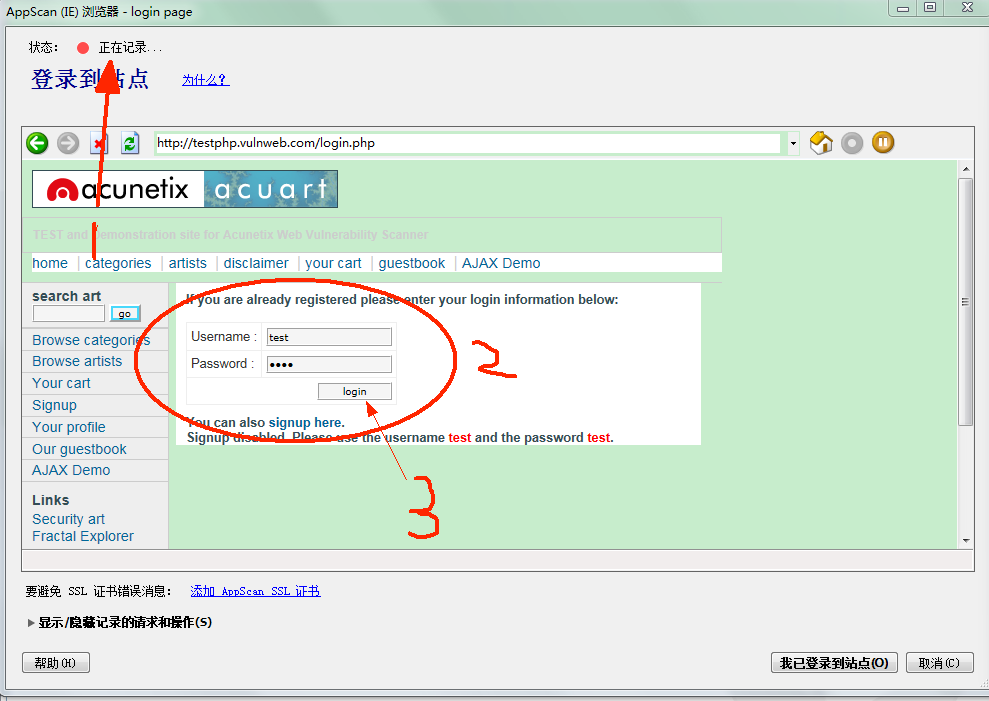 AppScan (IE) 浏览器 - login page
状态： 正在记录...
登录到站点 为什么?
http://testphp.vulnweb.com/login.php
acunetix acuart
TEST and Demonstration site for Acunetix Web Vulnerability Scanner
home | categories | artists | disclaimer | your cart | guestbook | AJAX Demo
search art
go
Browse categories
Browse artists
Your cart
Signup
Your profile
Our guestbook
AJAX Demo
Links
Security art
Fractal Explorer
If you are already registered please enter your login information below:
Username : test
Password : ••••
login
You can also signup here.
Signup disabled. Please use the username test and the password test.
1
2
3
要避免 SSL 证书错误消息： 添加 AppScan SSL 证书
显示/隐藏记录的请求和操作(S)
帮助(H) 我已登录到站点(O) 取消(C)